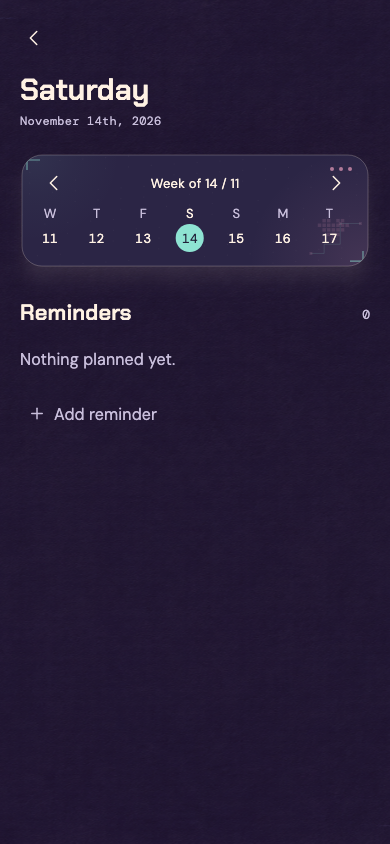 Saturday
November 14th, 2026
Week of 14 / 11
W T F S S M T
11 12 13 14 15 16 17
Reminders 0
Nothing planned yet.
+ Add reminder